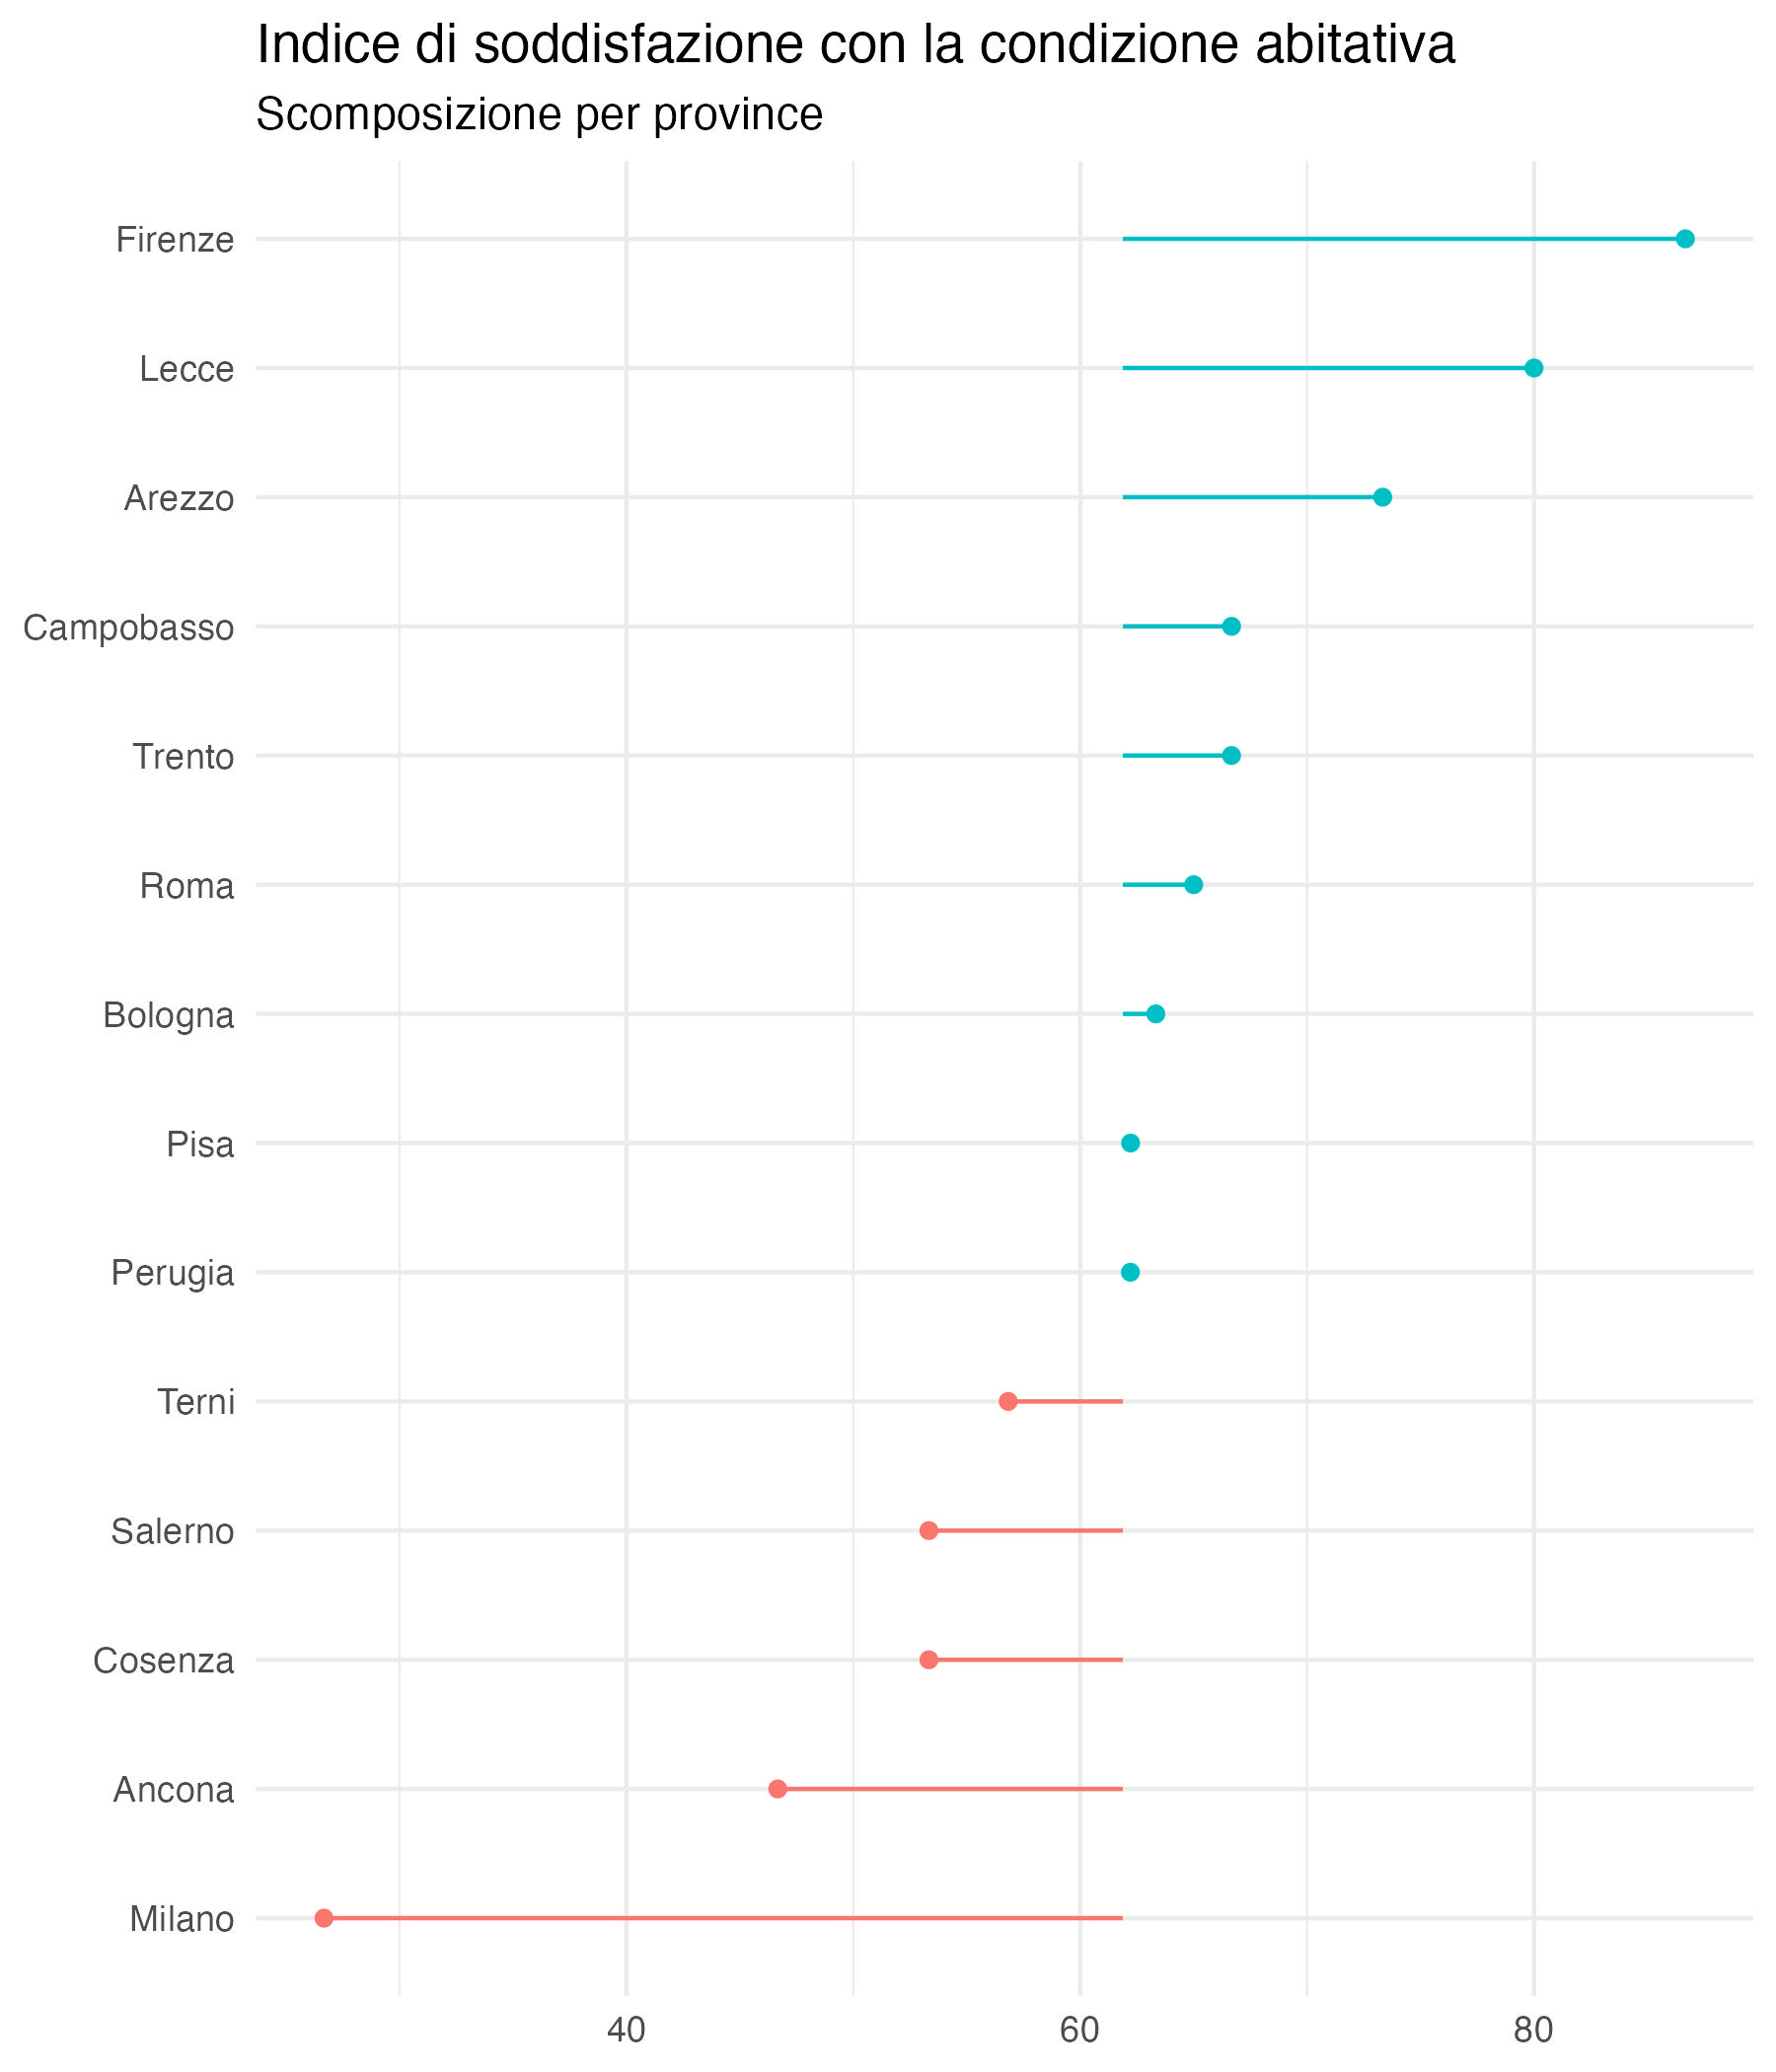 Indice di soddisfazione con la condizione abitativa
Scomposizione per province
Firenze
Lecce
Arezzo
Campobasso
Trento
Roma
Bologna
Pisa
Perugia
Terni
Salerno
Cosenza
Ancona
Milano
40 60 80